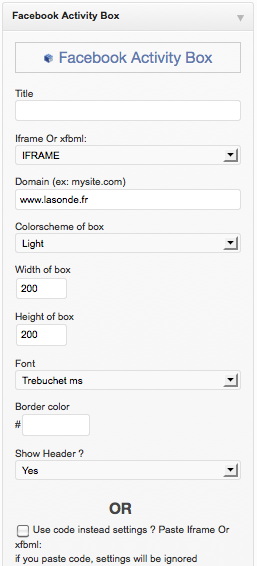 Facebook Activity Box
Facebook Activity Box
Title
Iframe Or xfbml:
IFRAME
Domain (ex: mysite.com)
www.lasonde.fr
Colorscheme of box
Light
Width of box
200
Height of box
200
Font
Trebuchet ms
Border color
#
Show Header ?
Yes
OR
Use code instead settings ? Paste Iframe Or
xfbml:
if you paste code, settings will be ignored